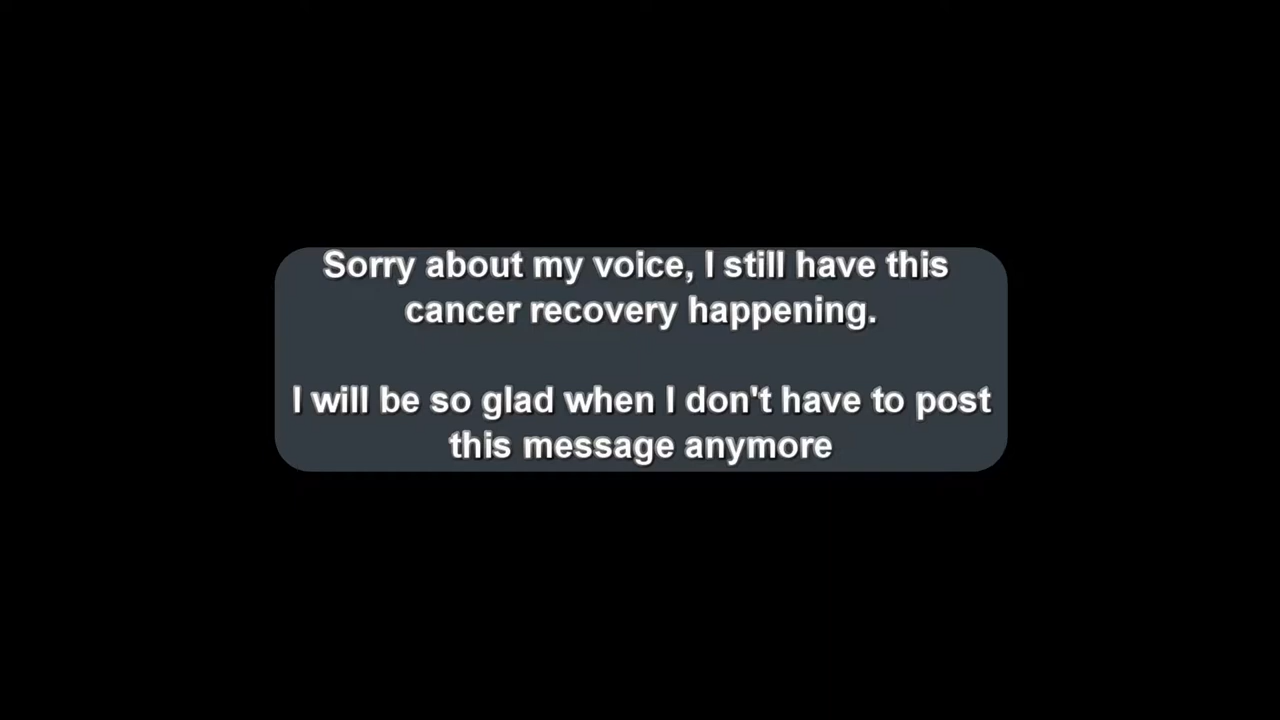 Sorry about my voice, I still have this
cancer recovery happening.
I will be so glad when I don't have to post
this message anymore